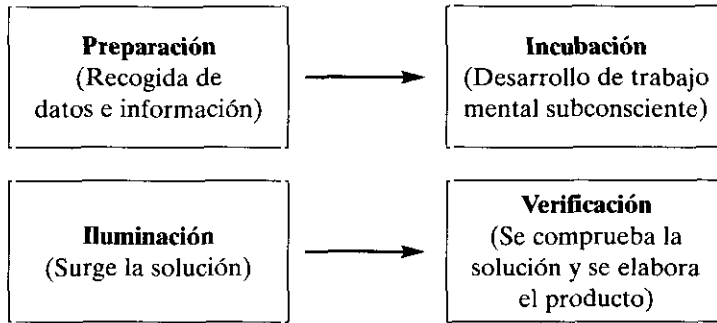 Preparación
(Recogida de
datos e información)
Incubación
(Desarrollo de trabajo
mental subconsciente)
Iluminación
(Surge la solución)
Verificación
(Se comprueba la
solución y se elabora
el producto)